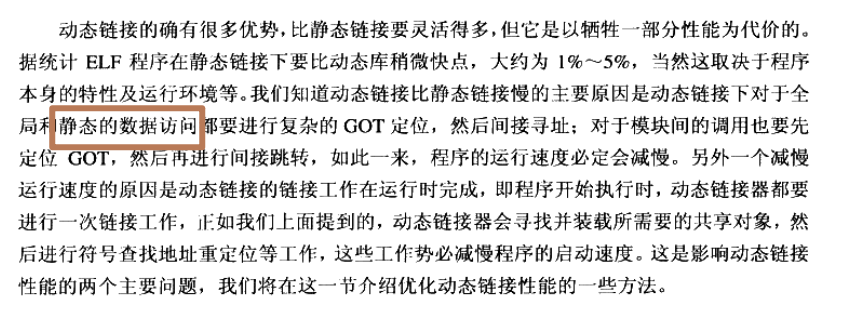 动态链接的确有很多优势，比静态链接要灵活得多，但它是以牺牲一部分性能为代价的。
据统计 ELF 程序在静态链接下要比动态库稍微快点，大约为 1%～5%，当然这取决于程序
本身的特性及运行环境等。我们知道动态链接比静态链接慢的主要原因是动态链接下对于全
局和静态的数据访问都要进行复杂的 GOT 定位，然后间接寻址；对于模块间的调用也要先
定位 GOT，然后再进行间接跳转，如此一来，程序的运行速度必定会减慢。另外一个减慢
运行速度的原因是动态链接的链接工作在运行时完成，即程序开始执行时，动态链接器都要
进行一次链接工作，正如我们上面提到的，动态链接器会寻找并装载所需要的共享对象，然
后进行符号查找地址重定位等工作，这些工作势必减慢程序的启动速度。这是影响动态链接
性能的两个主要问题，我们将在这一节介绍优化动态链接性能的一些方法。